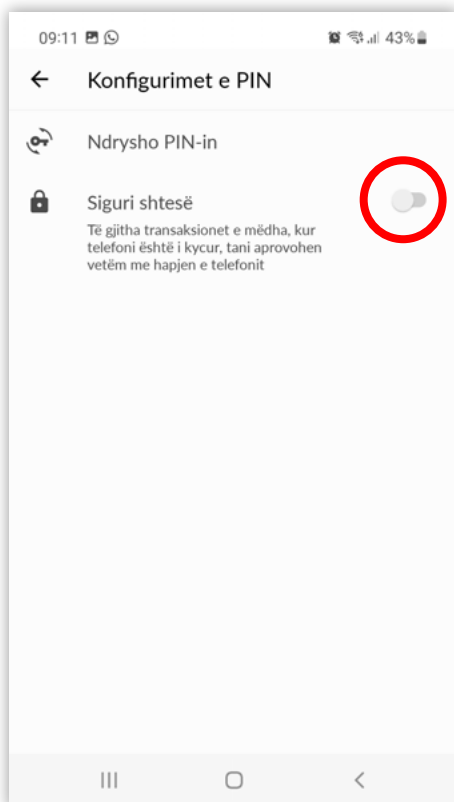 09:11 43%
Konfigurimet e PIN
Ndrysho PIN-in
Siguri shtesë
Të gjitha transaksionet e mëdha, kur
telefoni është i kycur, tani aprovohen
vetëm me hapjen e telefonit